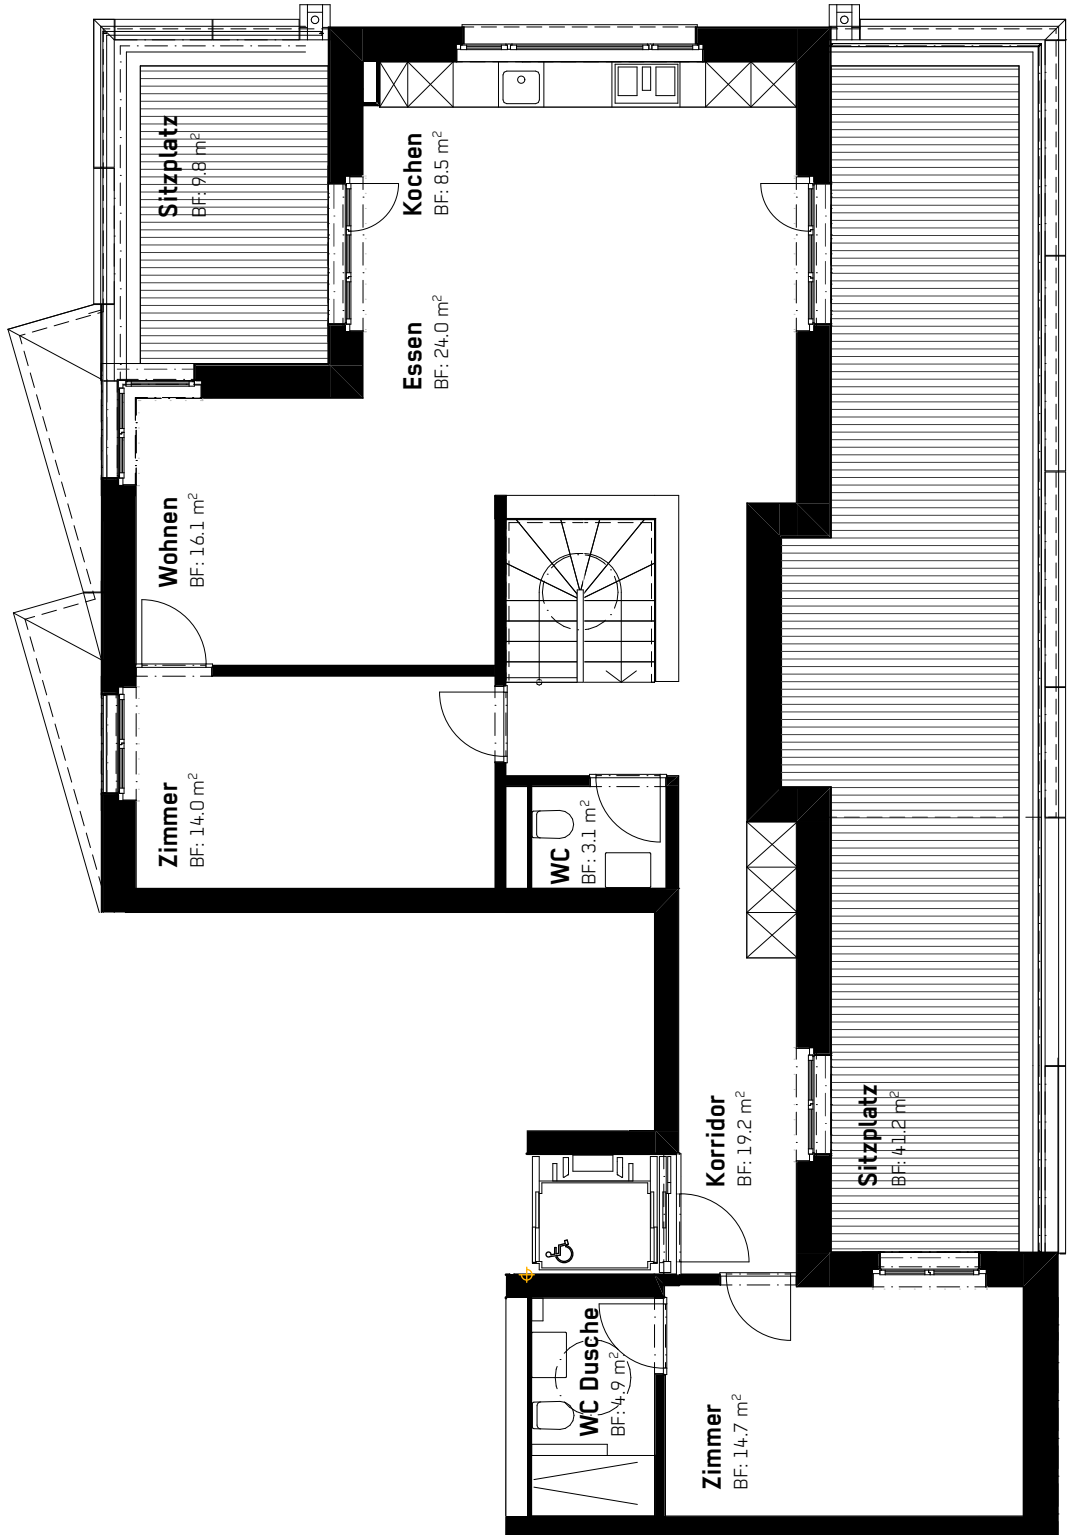 Sitzplatz
BF: 9.8 m²
Kochen
BF: 8.5 m²
Essen
BF: 24.0 m²
Wohnen
BF: 16.1 m²
Zimmer
BF: 14.0 m²
WC
BF: 3.1 m²
Korridor
BF: 19.2 m²
Sitzplatz
BF: 41.2 m²
WC Dusche
BF: 4.9 m²
Zimmer
BF: 14.7 m²